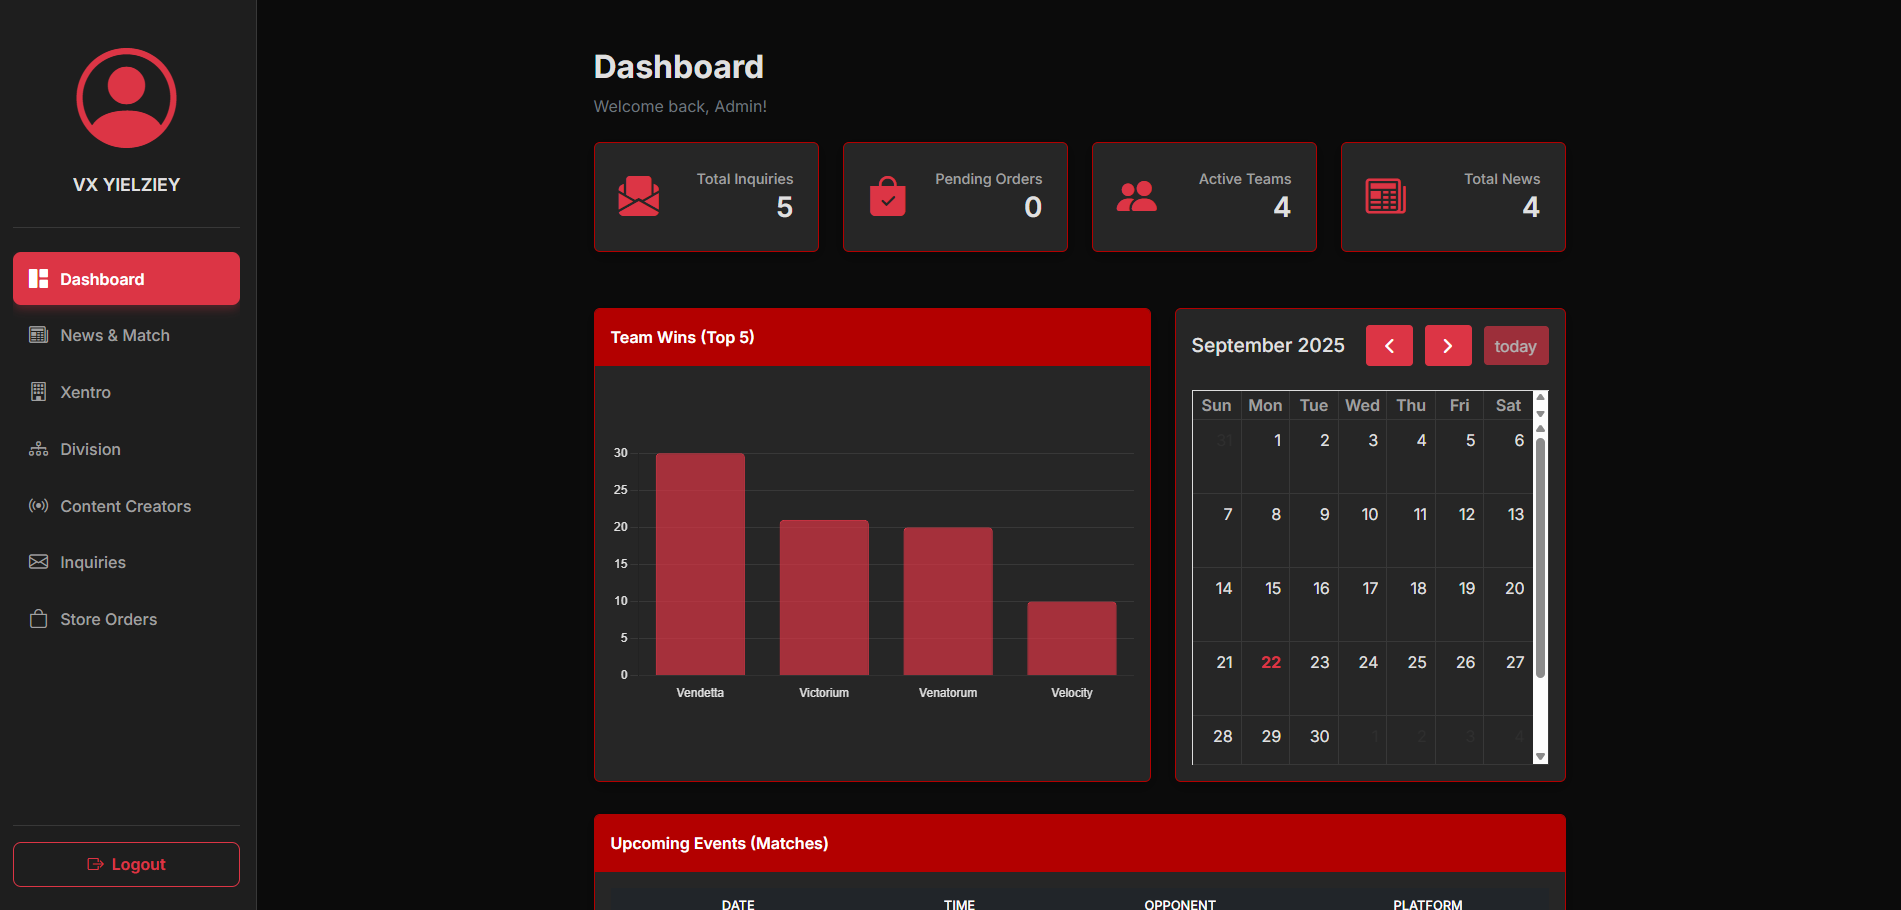 VX YIELZIEY
Dashboard
News & Match
Xentro
Division
Content Creators
Inquiries
Store Orders
Logout
Dashboard
Welcome back, Admin!
Total Inquiries
5
Pending Orders
0
Active Teams
4
Total News
4
Team Wins (Top 5)
30
25
20
15
10
5
0
Vendetta Victorium Venatorum Velocity
September 2025 today
Sun Mon Tue Wed Thu Fri Sat
31 1 2 3 4 5 6
7 8 9 10 11 12 13
14 15 16 17 18 19 20
21 22 23 24 25 26 27
28 29 30 1 2 3 4
Upcoming Events (Matches)
DATE TIME OPPONENT PLATFORM